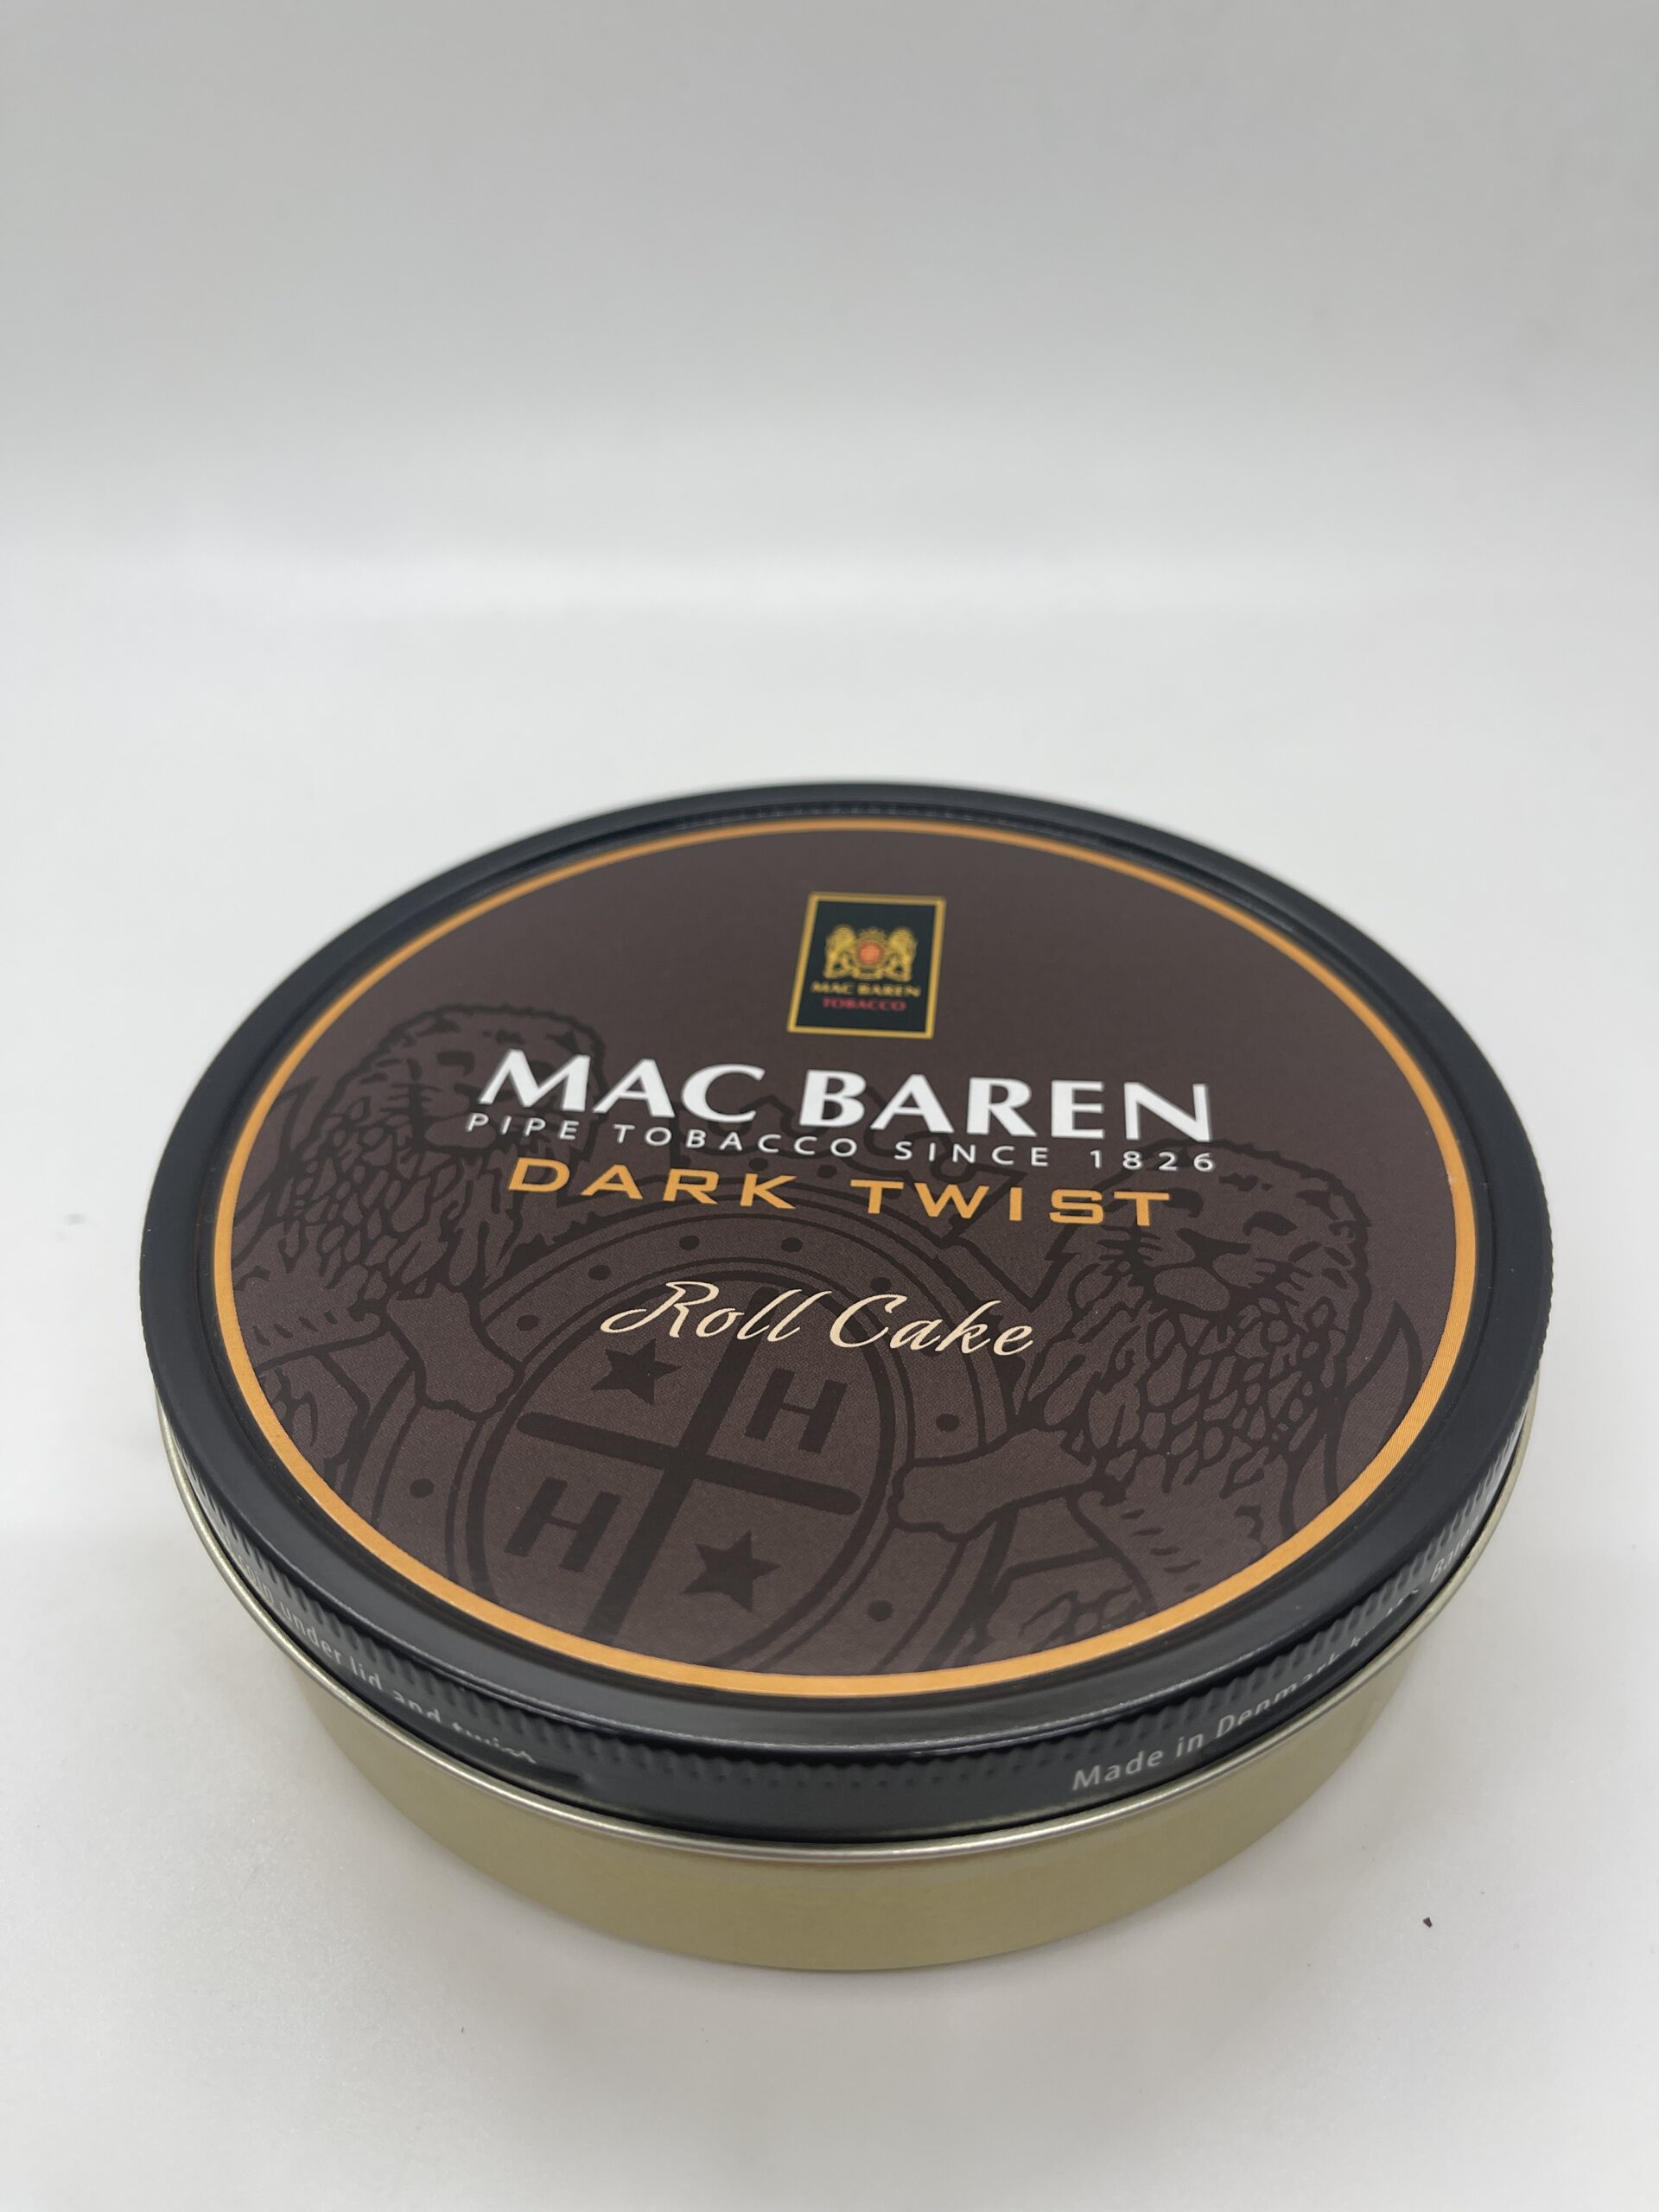 MAC BAREN
TOBACCO
MAC BAREN
PIPE TOBACCO SINCE 1826
DARK TWIST
Roll Cake
H
H
under lid and twist
Made in Denmark